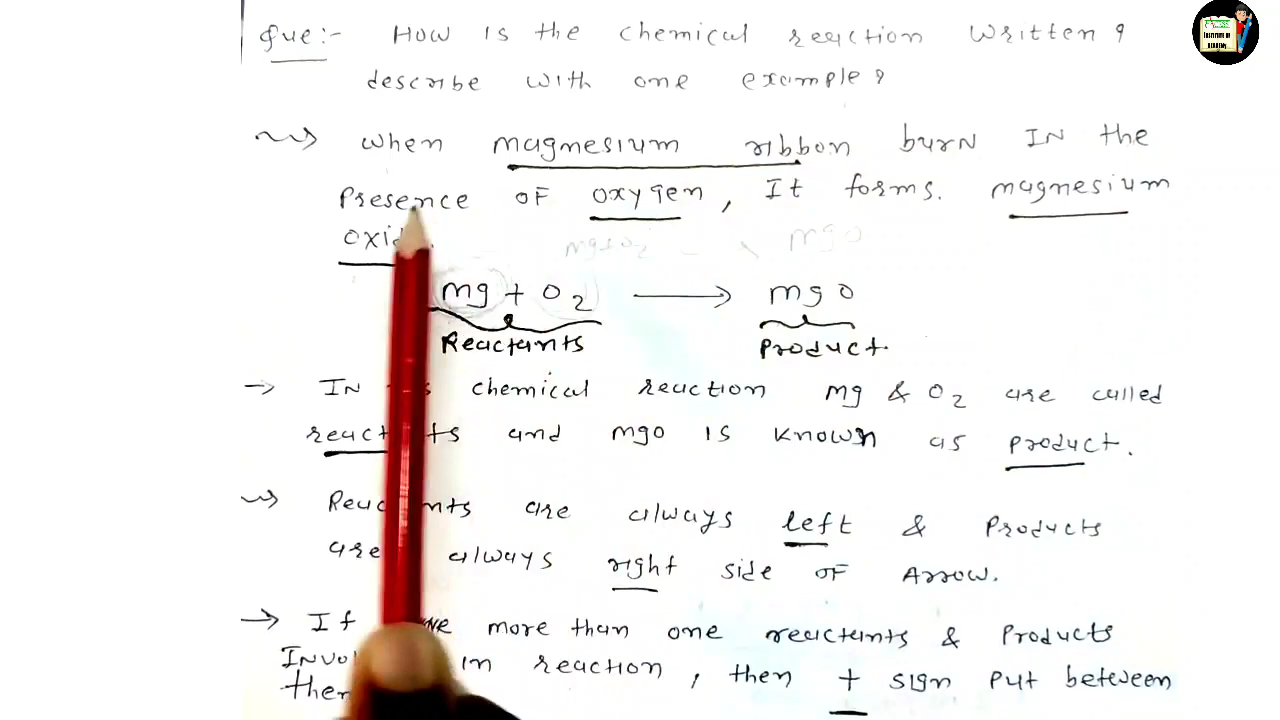 Que:- How is the chemical reaction written?
describe with one example?
When magnesium ribbon burn IN the
Presence OF oxygen, It forms. magnesium
mg+O2 mgO
mg + O2 → mgO
Reactants Product.
→ IN chemical reaction mg & O2 are called
and mgo is known as product.
are always left & Products
are always right side OF Arrow.
→ If more than one reactants & Products
in reaction, then + sign put between